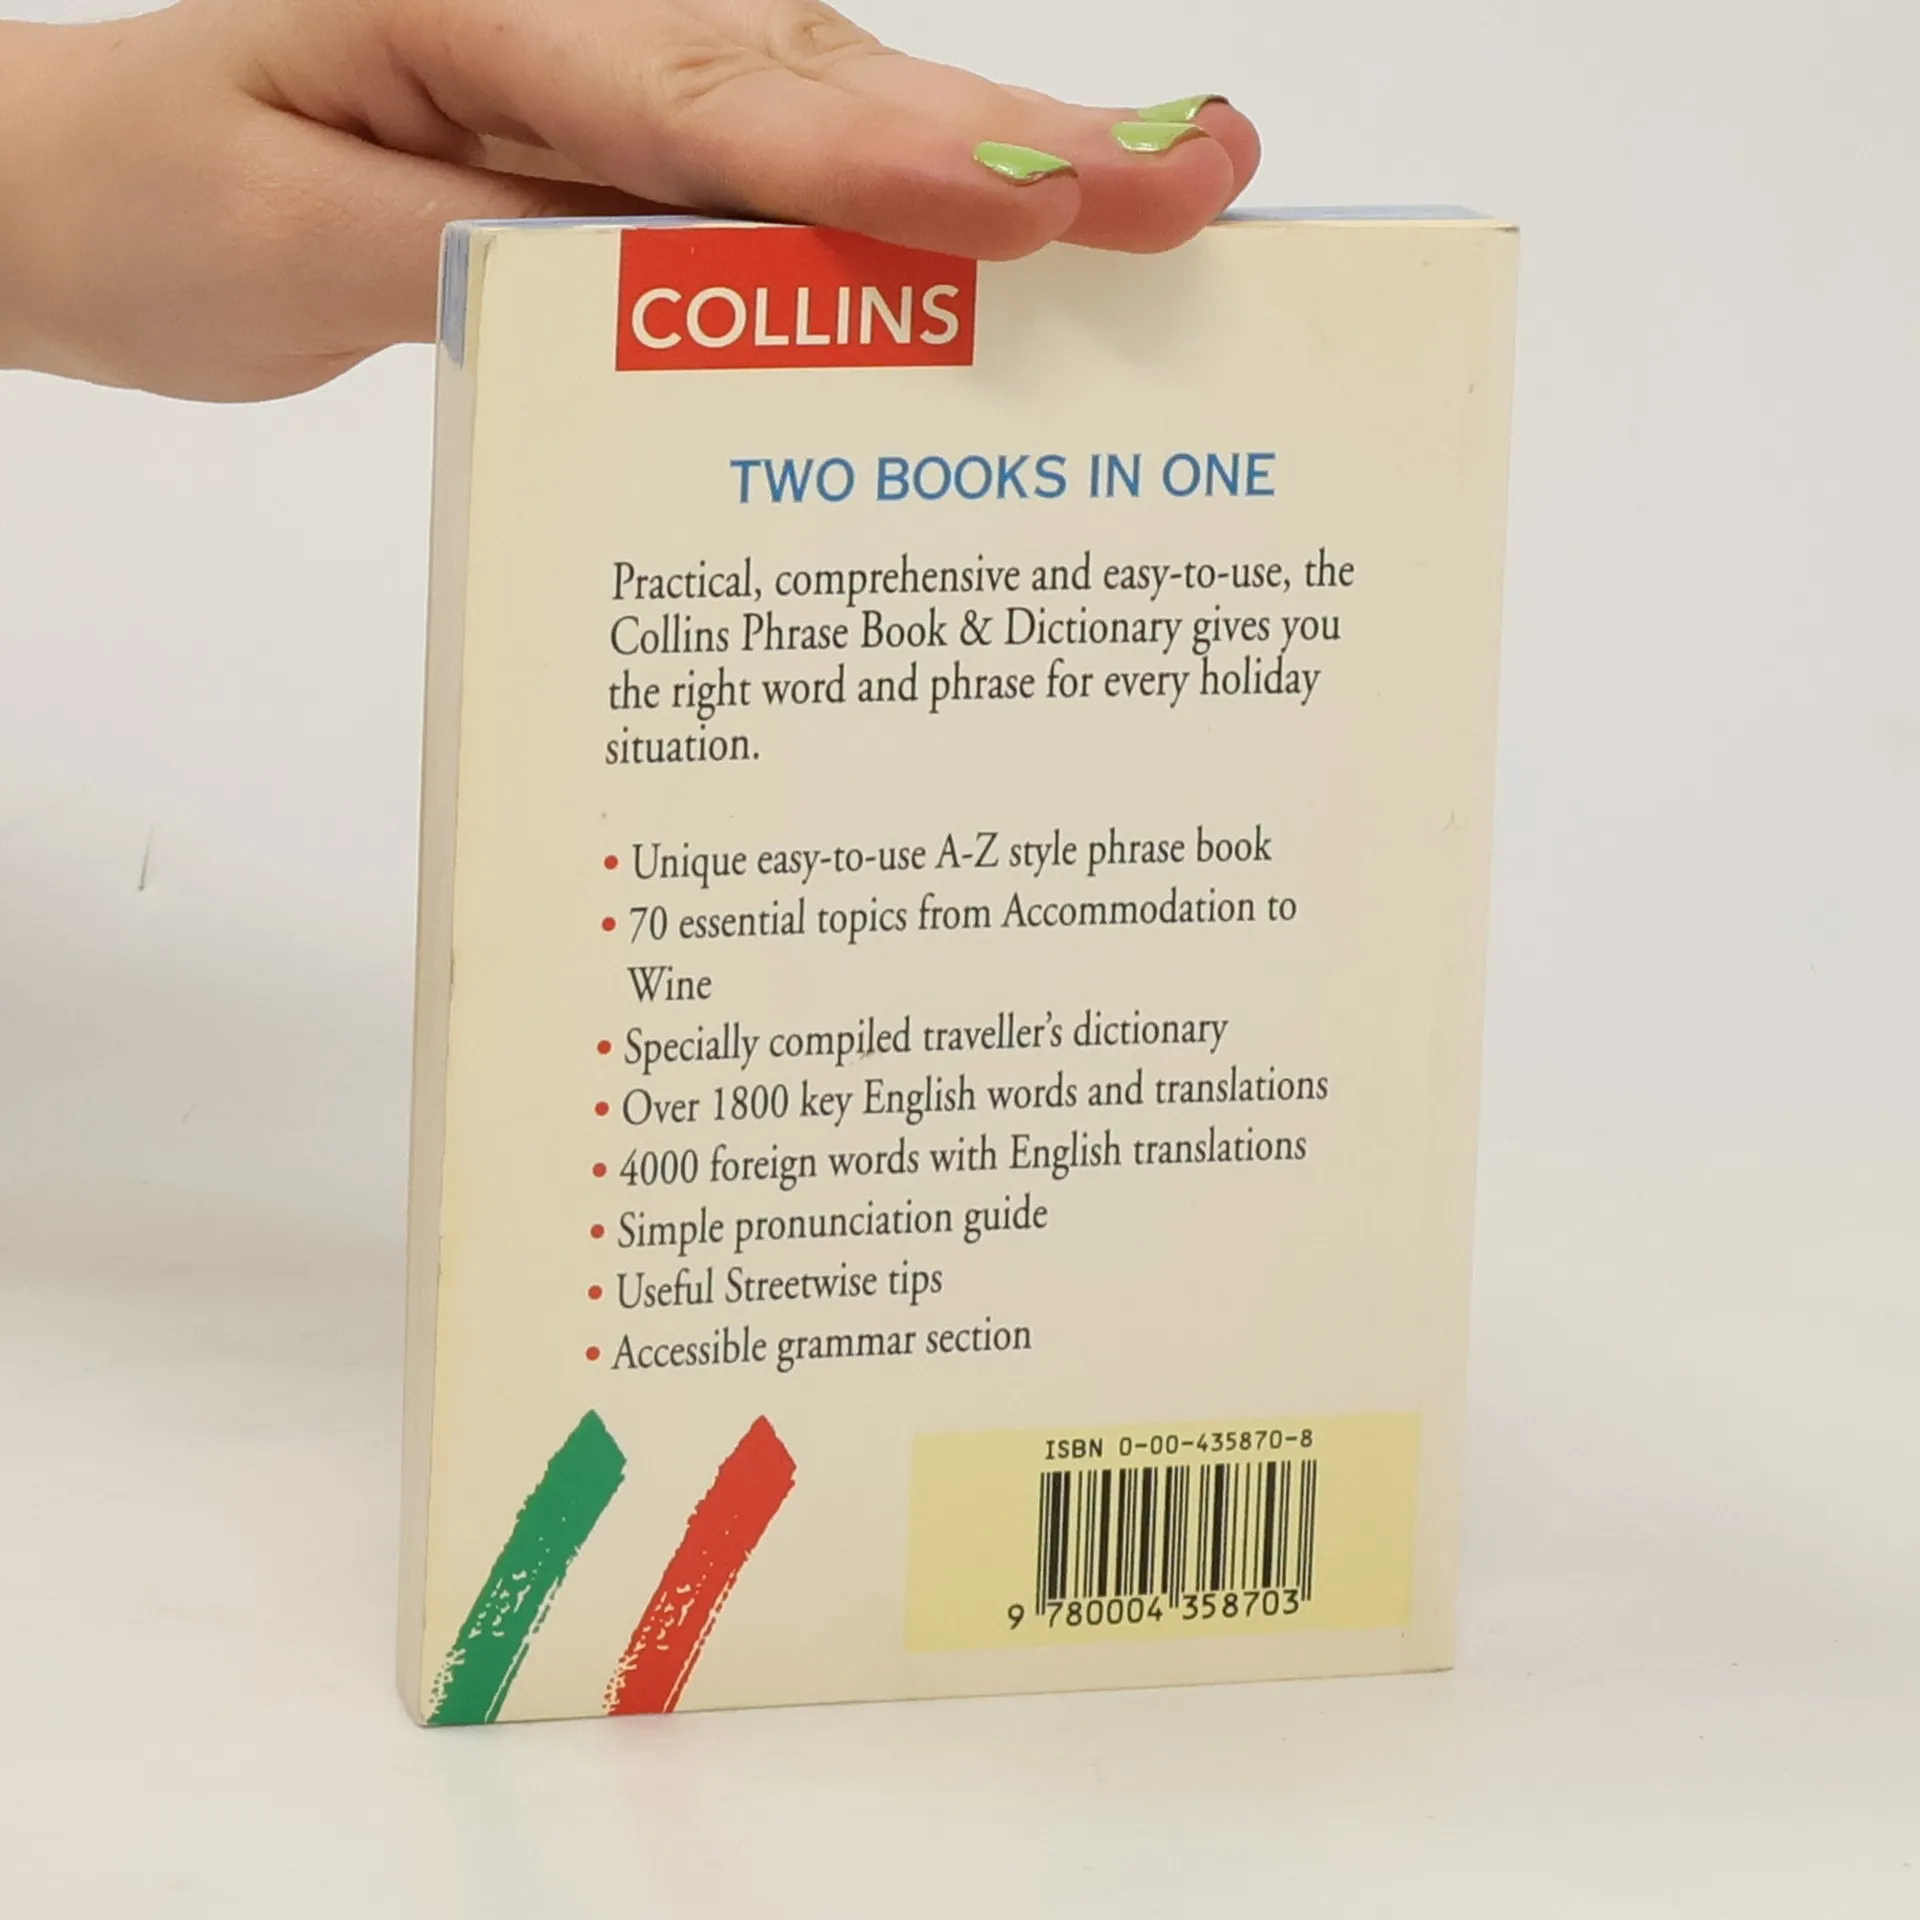 COLLINS
TWO BOOKS IN ONE
Practical, comprehensive and easy-to-use, the
Collins Phrase Book & Dictionary gives you
the right word and phrase for every holiday
situation.
• Unique easy-to-use A-Z style phrase book
• 70 essential topics from Accommodation to
Wine
• Specially compiled traveller's dictionary
• Over 1800 key English words and translations
• 4000 foreign words with English translations
• Simple pronunciation guide
• Useful Streetwise tips
• Accessible grammar section
ISBN 0-00-435870-8
9 780004 358703